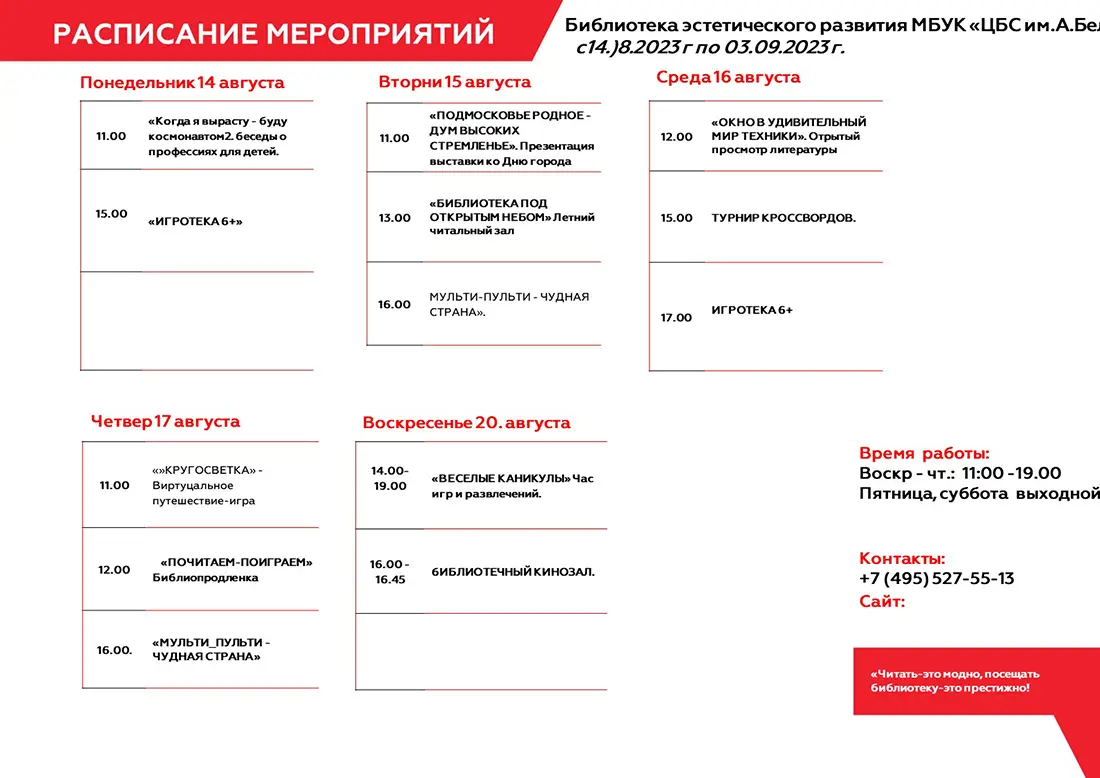 РАСПИСАНИЕ МЕРОПРИЯТИЙ
Библиотека эстетического развития МБУК «ЦБС им.А.Бел
с14.)8.2023 г по 03.09.2023 г.
Понедельник 14 августа
11.00
«Когда я вырасту - буду
космонавтом2. беседы о
профессиях для детей.
15.00
«ИГРОТЕКА 6+»
Вторни 15 августа
11.00
«ПОДМОСКОВЬЕ РОДНОЕ -
ДУМ ВЫСОКИХ
СТРЕМЛЕНЬЕ». Презентация
выставки ко Дню города
13.00
«БИБЛИОТЕКА ПОД
ОТКРЫТЫМ НЕБОМ» Летний
читальный зал
16.00
МУЛЬТИ-ПУЛЬТИ - ЧУДНАЯ
СТРАНА».
Среда 16 августа
12.00
«ОКНО В УДИВИТЕЛЬНЫЙ
МИР ТЕХНИКИ». Отрытый
просмотр литературы
15.00
ТУРНИР КРОССВОРДОВ.
17.00
ИГРОТЕКА 6+
Четвер 17 августа
11.00
«»КРУГОСВЕТКА» -
Виртуцальное
путешествие-игра
12.00
«ПОЧИТАЕМ-ПОИГРАЕМ»
Библиопродленка
16.00.
«МУЛЬТИ_ПУЛЬТИ -
ЧУДНАЯ СТРАНА»
Воскресенье 20. августа
14.00-
19.00
«ВЕСЕЛЫЕ КАНИКУЛЫ» Час
игр и развлечений.
16.00 -
16.45
бИБЛИОТЕЧНЫЙ КИНОЗАЛ.
Время работы:
Воскр - чт.: 11:00 -19.00
Пятница, суббота выходной
Контакты:
+7 (495) 527-55-13
Сайт:
«Читать-это модно, посещать
библиотеку-это престижно!